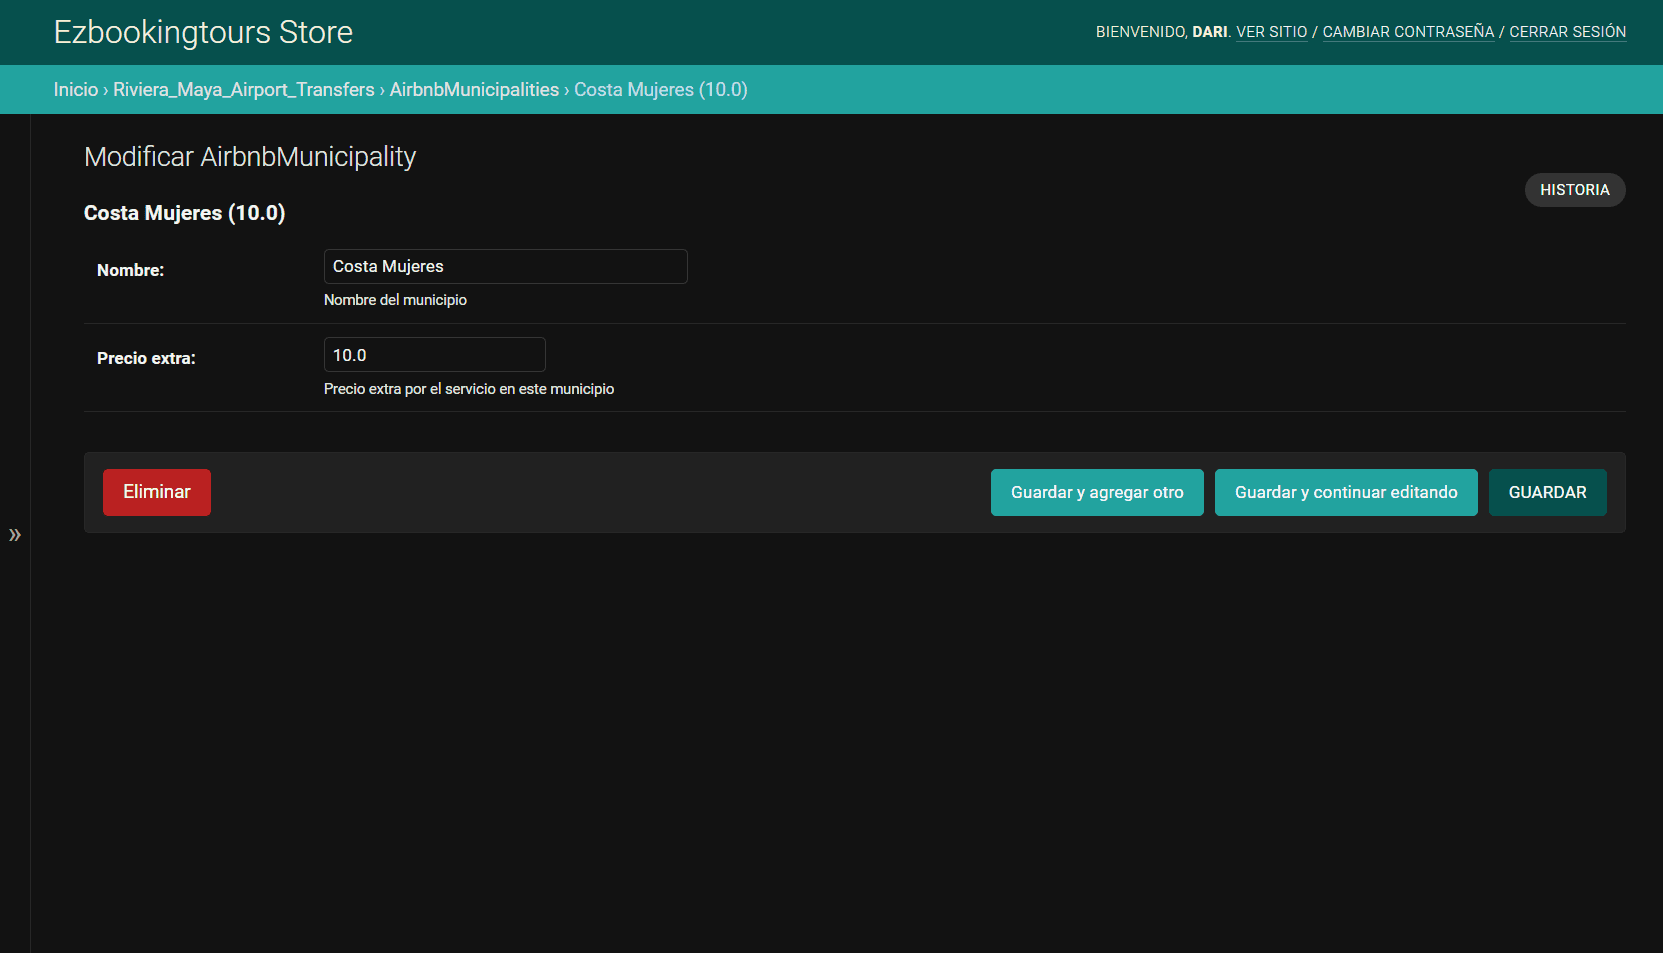 Ezbookingtours Store
BIENVENIDO, DARI. VER SITIO / CAMBIAR CONTRASEÑA / CERRAR SESIÓN
Inicio › Riviera_Maya_Airport_Transfers › AirbnbMunicipalities › Costa Mujeres (10.0)
Modificar AirbnbMunicipality
HISTORIA
Costa Mujeres (10.0)
Nombre: Costa Mujeres
Nombre del municipio
Precio extra: 10.0
Precio extra por el servicio en este municipio
Eliminar Guardar y agregar otro Guardar y continuar editando GUARDAR
»